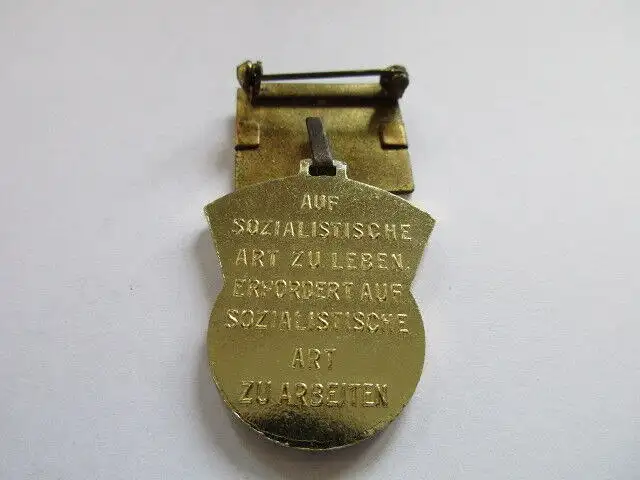 AUF
SOZIALISTISCHE
ART ZU LEBEN.
ERFORDERT AUF
SOZIALISTISCHE
ART
ZU ARBEITEN